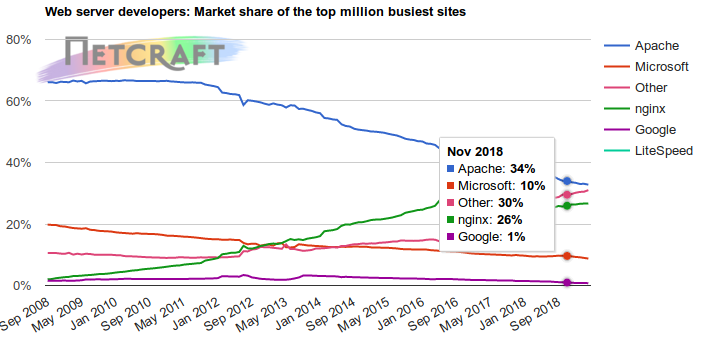 Web server developers: Market share of the top million busiest sites
NETCRAFT
80%
60%
40%
20%
0%
Apache
Microsoft
Other
nginx
Google
LiteSpeed
Nov 2018
Apache: 34%
Microsoft: 10%
Other: 30%
nginx: 26%
Google: 1%
Sep 2008
May 2009
Jan 2010
Sep 2010
May 2011
Jan 2012
Sep 2012
May 2013
Jan 2014
Sep 2014
May 2015
Jan 2016
Sep 2016
May 2017
Jan 2018
Sep 2018